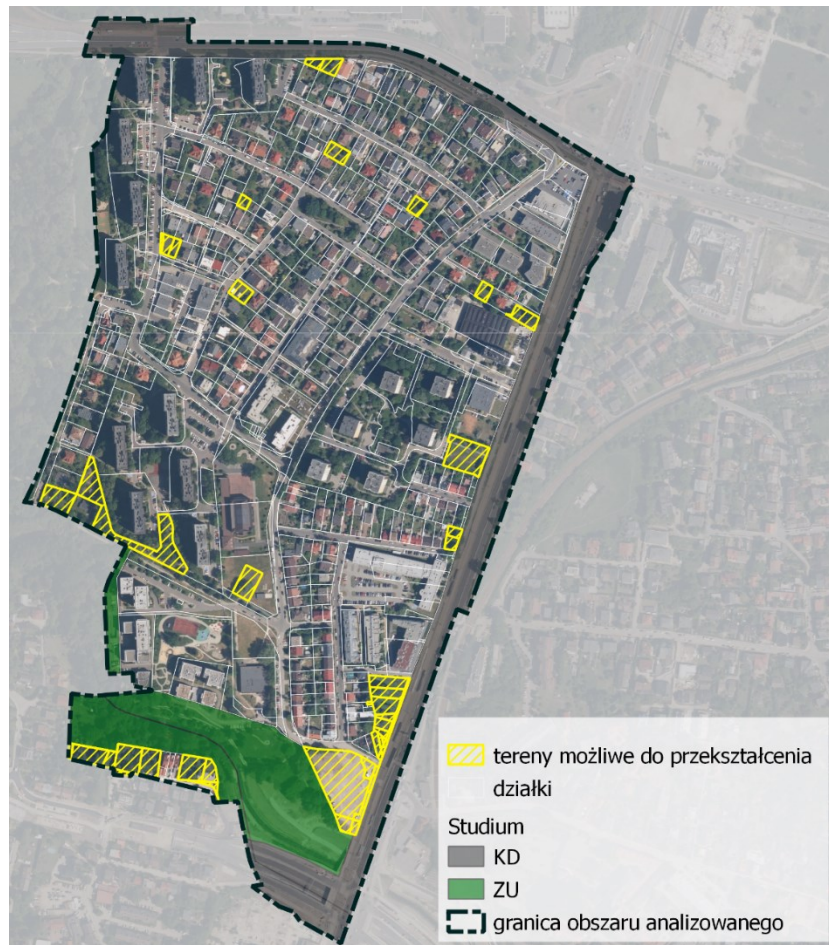 tereny możliwe do przekształcenia
działki
Studium
KD
ZU
granica obszaru analizowanego